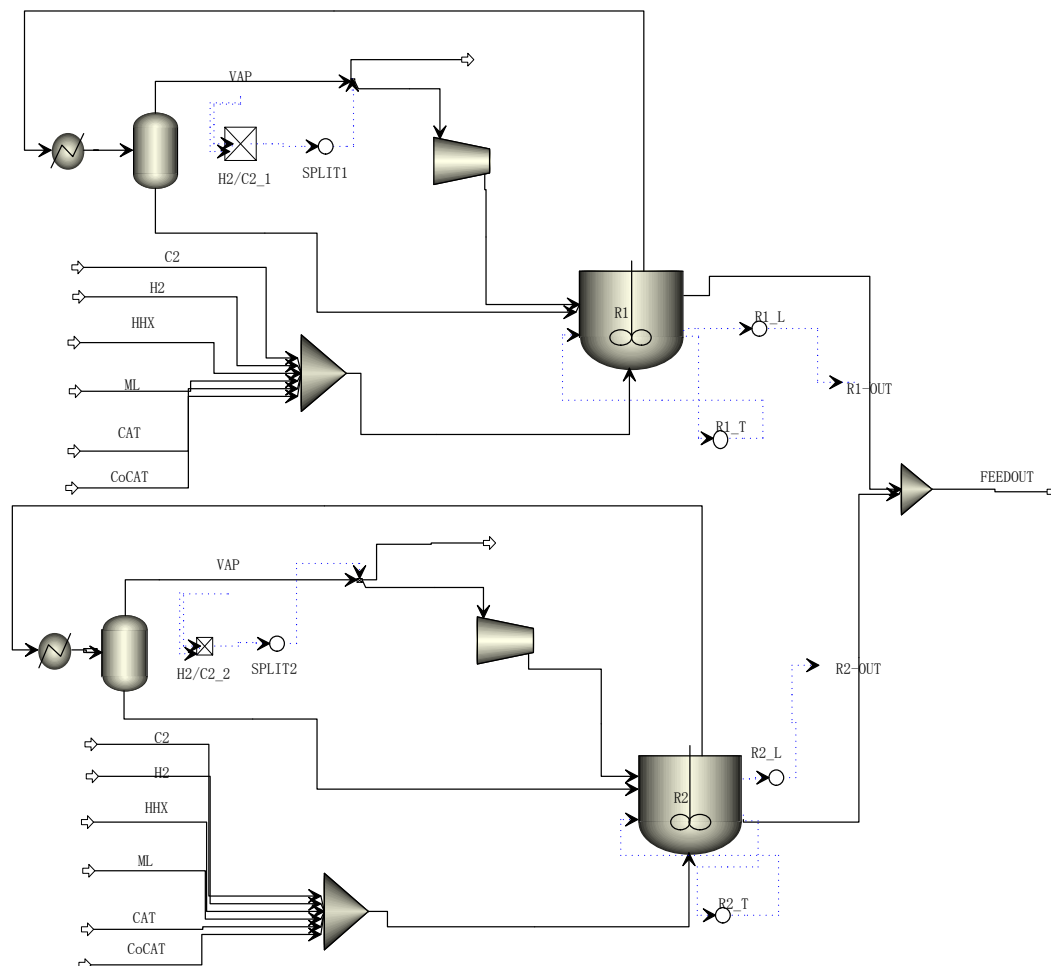 VAP
H2/C2_1
SPLIT1
C2
H2
HHX
ML
CAT
CoCAT
R1
R1_L
R1-OUT
R1_T
FEEDOUT
VAP
H2/C2_2
SPLIT2
R2-OUT
C2
H2
HHX
ML
CAT
CoCAT
R2_L
R2
R2_T